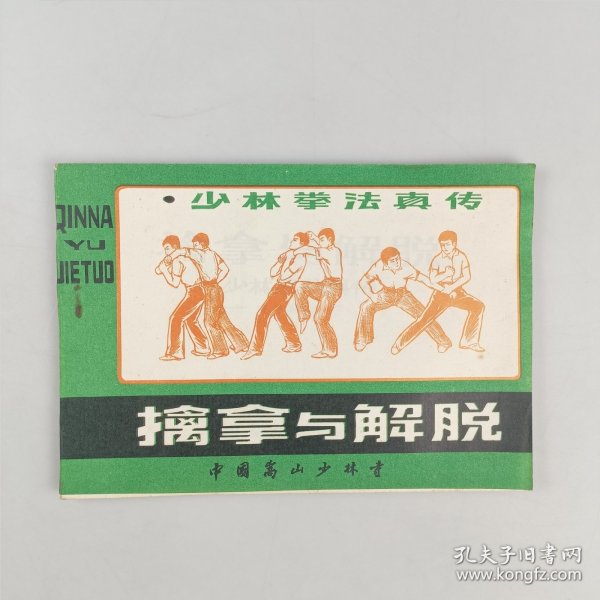 ·少林拳法真传
QINNA
YU
JIETUO
擒拿与解脱
中国嵩山少林寺
孔夫子旧书网
www.kongfz.com